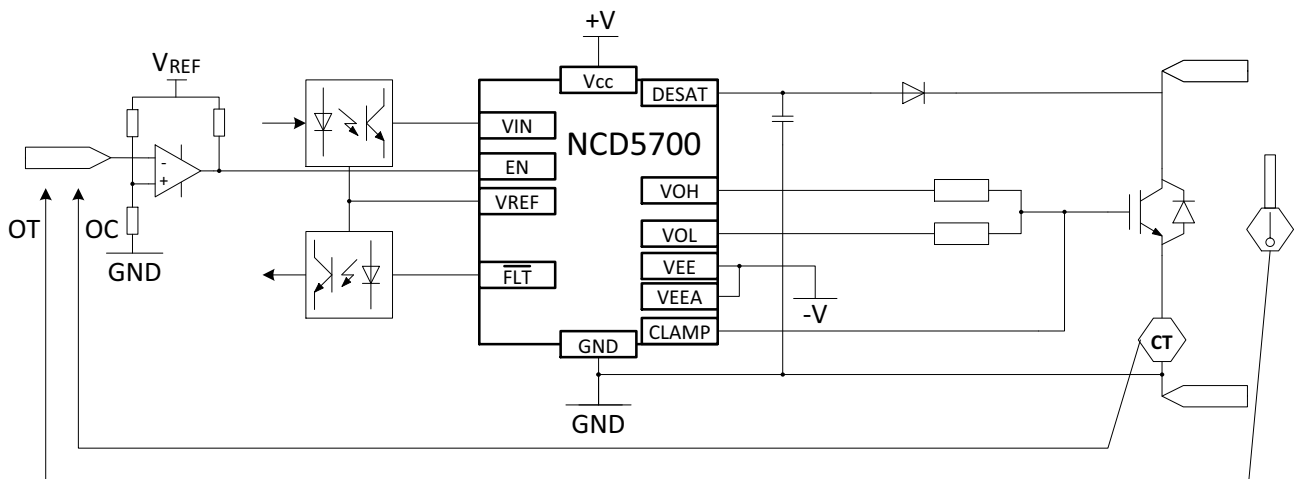 +V
VREF
Vcc
DESAT
VIN
NCD5700
EN
VOH
VREF
OT
OC
VOL
GND
VEE
FLT
VEEA
-V
CLAMP
GND
CT
GND